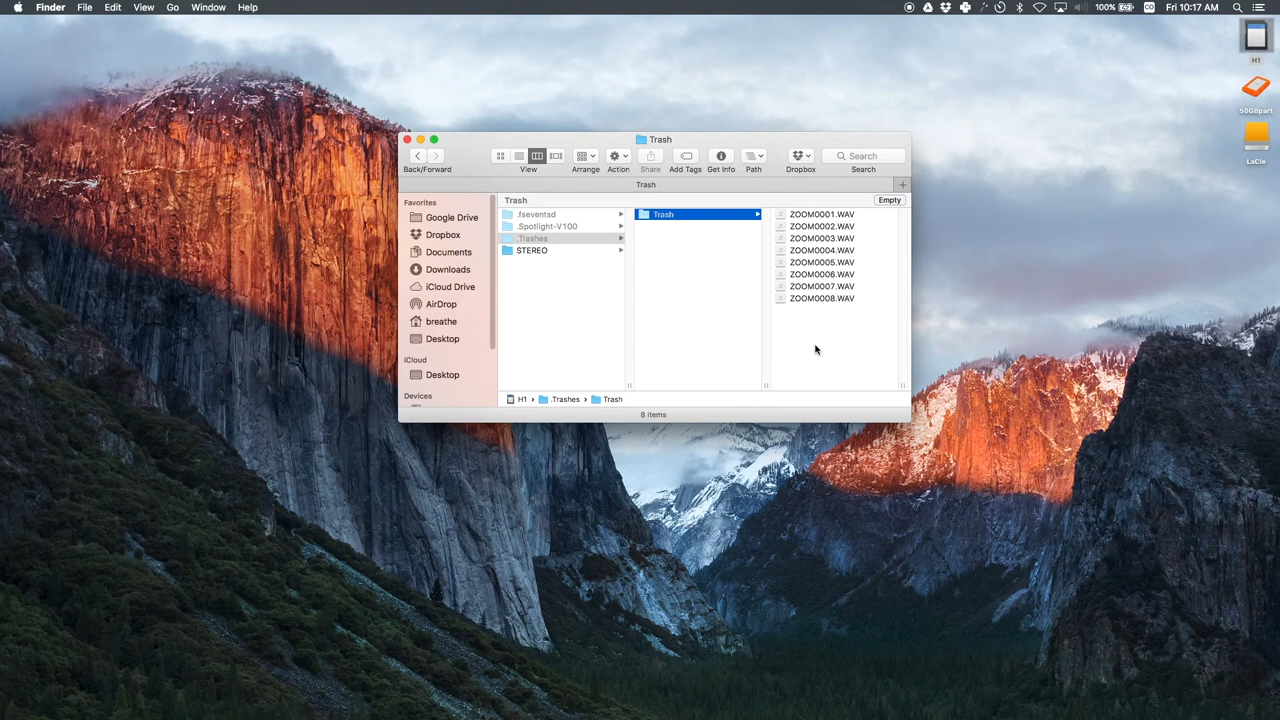 Finder File Edit View Go Window Help 100% Fri 10:17 AM
H1
50GBpart
LaCie
Trash
Back/Forward View Arrange Action Share Add Tags Get Info Path Dropbox Search
Search
Trash
Favorites
Google Drive
Dropbox
Documents
Downloads
iCloud Drive
AirDrop
breathe
Desktop
iCloud
Desktop
Devices
Trash Empty
.fseventsd
.Spotlight-V100
.Trashes
STEREO
Trash
ZOOM0001.WAV
ZOOM0002.WAV
ZOOM0003.WAV
ZOOM0004.WAV
ZOOM0005.WAV
ZOOM0006.WAV
ZOOM0007.WAV
ZOOM0008.WAV
H1 › .Trashes › Trash
8 items